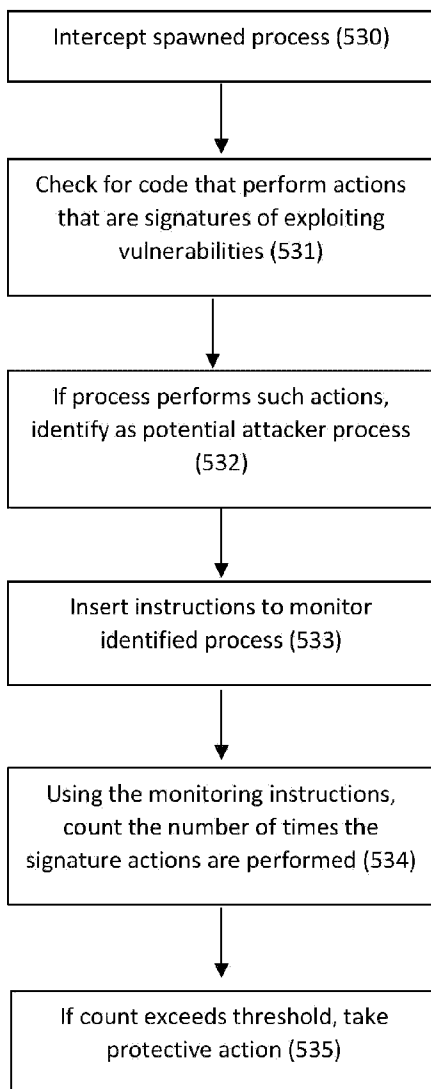 Intercept spawned process (530)
Check for code that perform actions
that are signatures of exploiting
vulnerabilities (531)
If process performs such actions,
identify as potential attacker process
(532)
Insert instructions to monitor
identified process (533)
Using the monitoring instructions,
count the number of times the
signature actions are performed (534)
If count exceeds threshold, take
protective action (535)